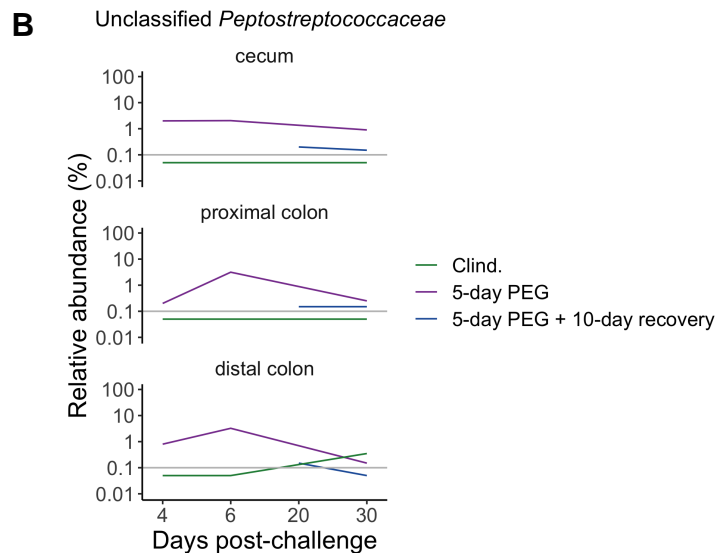 B
Unclassified Peptostreptococcaceae
cecum
100
10
1
0.1
0.01
proximal colon
100
10
1
0.1
0.01
distal colon
100
10
1
0.1
0.01
4 6 20 30
Days post-challenge
Relative abundance (%)
Clind.
5-day PEG
5-day PEG + 10-day recovery